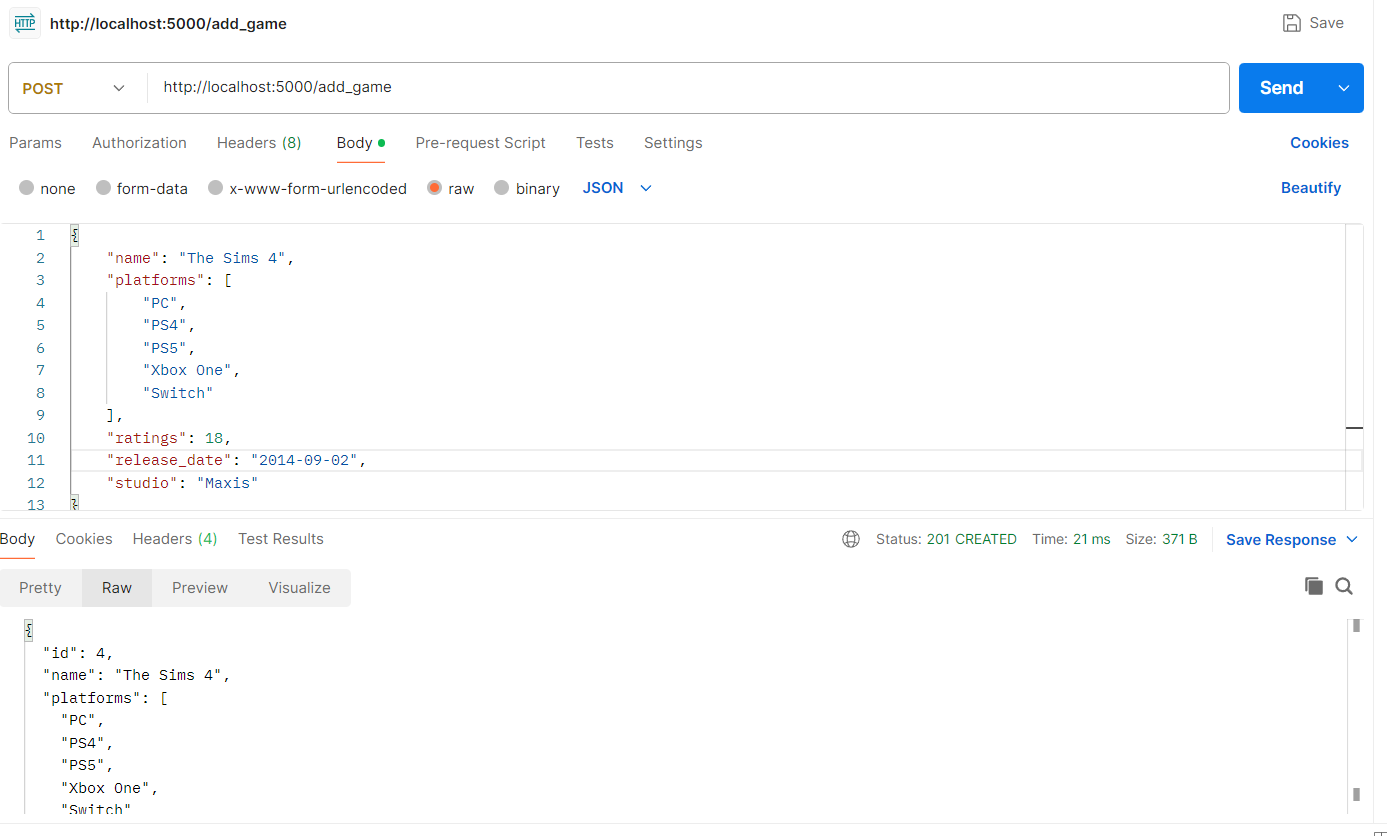 HTTP http://localhost:5000/add_game Save
POST http://localhost:5000/add_game Send
Params Authorization Headers (8) Body Pre-request Script Tests Settings Cookies
none form-data x-www-form-urlencoded raw binary JSON Beautify
1 {
2 "name": "The Sims 4",
3 "platforms": [
4 "PC",
5 "PS4",
6 "PS5",
7 "Xbox One",
8 "Switch"
9 ],
10 "ratings": 18,
11 "release_date": "2014-09-02",
12 "studio": "Maxis"
13 }
Body Cookies Headers (4) Test Results Status: 201 CREATED Time: 21 ms Size: 371 B Save Response
Pretty Raw Preview Visualize
{
"id": 4,
"name": "The Sims 4",
"platforms": [
"PC",
"PS4",
"PS5",
"Xbox One",
"Switch"